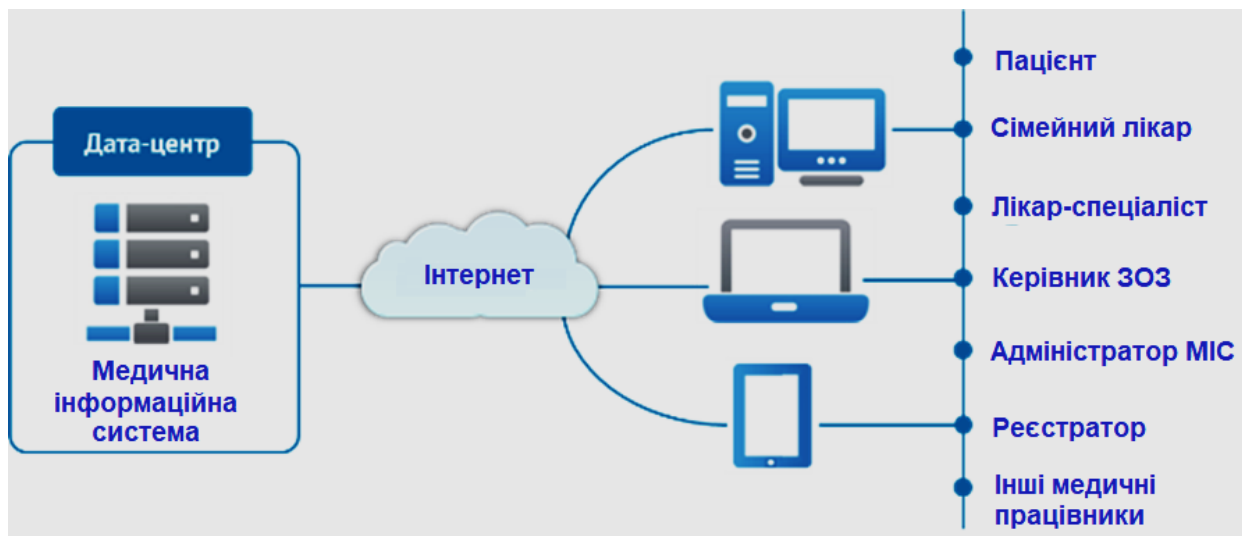 Дата-центр
Медична
інформаційна
система
Інтернет
Пацієнт
Сімейний лікар
Лікар-спеціаліст
Керівник ЗОЗ
Адміністратор МІС
Реєстратор
Інші медичні
працівники